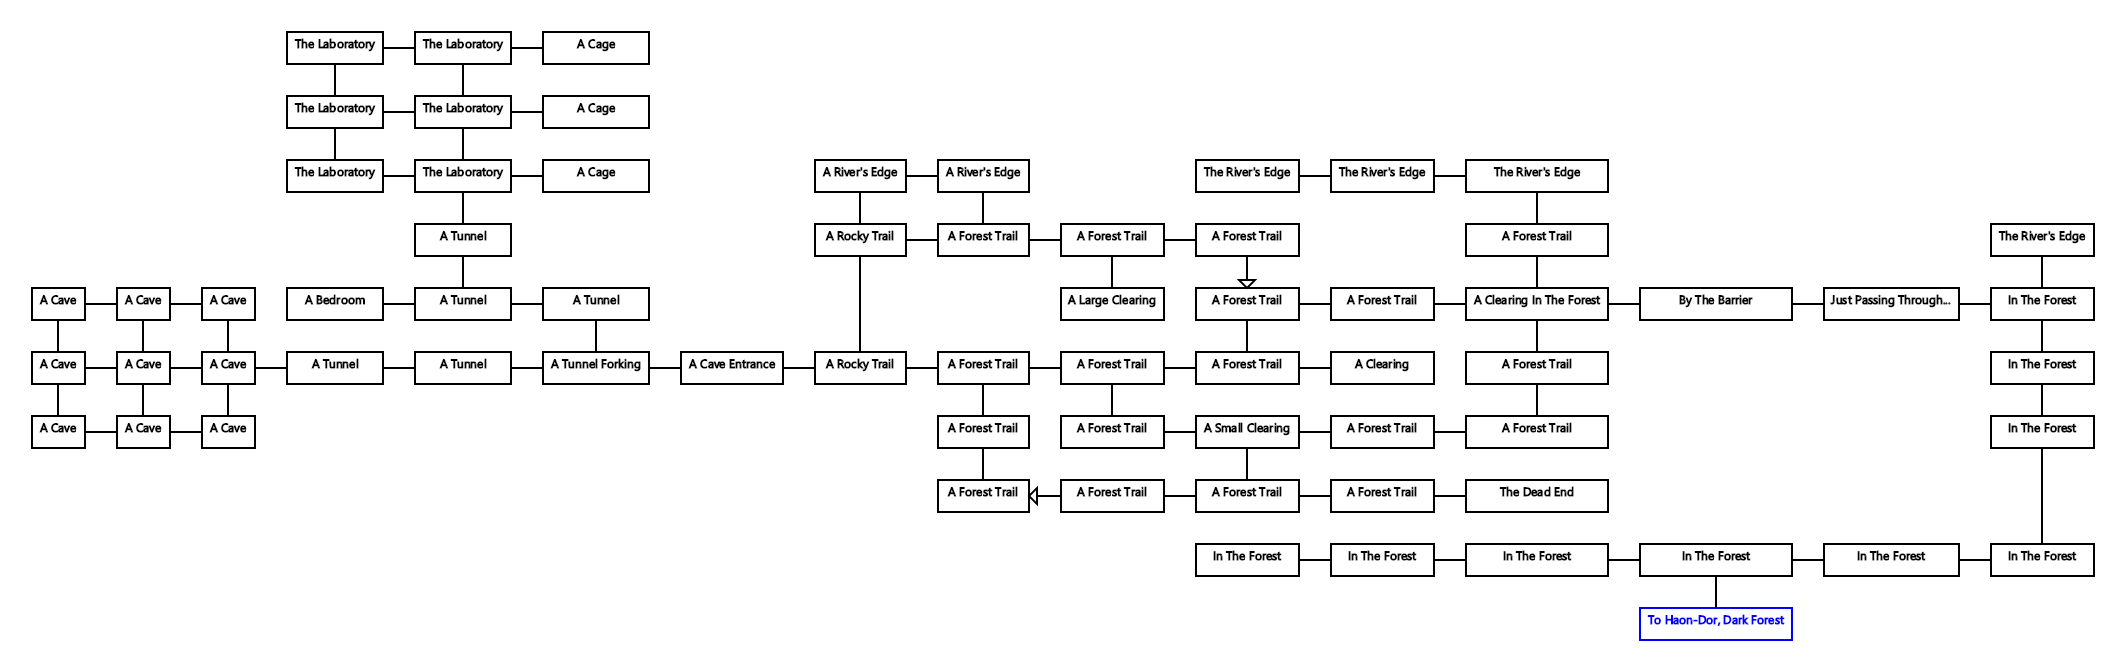 The Laboratory
The Laboratory
A Cage
The Laboratory
The Laboratory
A Cage
The Laboratory
The Laboratory
A Cage
A River's Edge
A River's Edge
The River's Edge
The River's Edge
The River's Edge
A Tunnel
A Rocky Trail
A Forest Trail
A Forest Trail
A Forest Trail
A Forest Trail
The River's Edge
A Cave
A Cave
A Cave
A Bedroom
A Tunnel
A Tunnel
A Large Clearing
A Forest Trail
A Forest Trail
A Clearing In The Forest
By The Barrier
Just Passing Through...
In The Forest
A Cave
A Cave
A Cave
A Tunnel
A Tunnel
A Tunnel Forking
A Cave Entrance
A Rocky Trail
A Forest Trail
A Forest Trail
A Forest Trail
A Clearing
A Forest Trail
In The Forest
A Cave
A Cave
A Cave
A Forest Trail
A Forest Trail
A Small Clearing
A Forest Trail
A Forest Trail
In The Forest
A Forest Trail
A Forest Trail
A Forest Trail
A Forest Trail
The Dead End
In The Forest
In The Forest
In The Forest
In The Forest
In The Forest
In The Forest
To Haon-Dor, Dark Forest